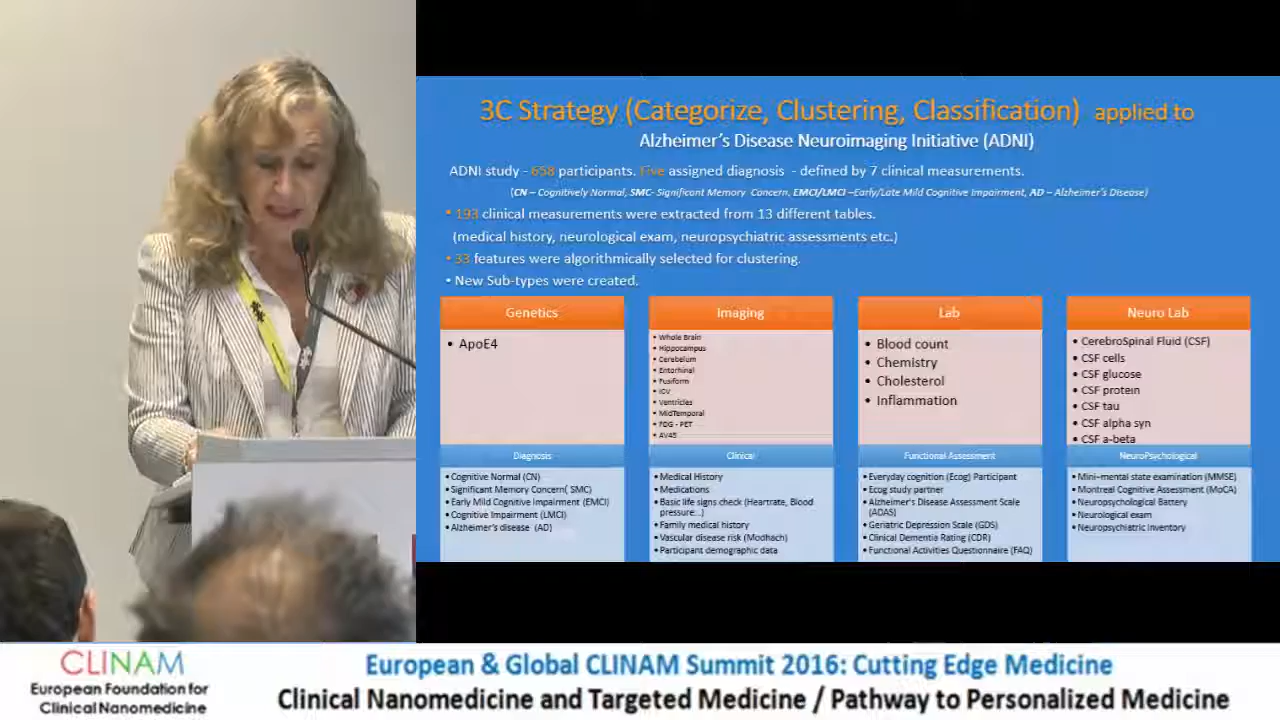 3C Strategy (Categorize, Clustering, Classification) applied to
Alzheimer's Disease Neuroimaging Initiative (ADNI)
ADNI study - 658 participants. Five assigned diagnosis - defined by 7 clinical measurements.
(CN – Cognitively Normal, SMC- Significant Memory Concern, EMCI/LMCI –Early/Late Mild Cognitive Impairment, AD – Alzheimer's Disease)
• 193 clinical measurements were extracted from 13 different tables.
(medical history, neurological exam, neuropsychiatric assessments etc.)
• 33 features were algorithmically selected for clustering.
• New Sub-types were created.
Genetics
• ApoE4
Imaging
• Whole Brain
• Hippocampus
• Cerebelum
• Entorhinal
• Fusiform
• ICV
• Ventricles
• MidTemporal
• FDG - PET
• AV45
Lab
• Blood count
• Chemistry
• Cholesterol
• Inflammation
Neuro Lab
• CerebroSpinal Fluid (CSF)
• CSF cells
• CSF glucose
• CSF protein
• CSF tau
• CSF alpha syn
• CSF a-beta
Diagnosis
• Cognitive Normal (CN)
• Significant Memory Concern( SMC)
• Early Mild Cognitive Impairment (EMCI)
• Cognitive Impairment (LMCI)
• Alzheimer's disease (AD)
Clinical
• Medical History
• Medications
• Basic life signs check (Heartrate, Blood
pressure...)
• Family medical history
• Vascular disease risk (Modhach)
• Participant demographic data
Functional Assessment
• Everyday cognition (Ecog) Participant
• Ecog study partner
• Alzheimer's Disease Assessment Scale
(ADAS)
• Geriatric Depression Scale (GDS)
• Clinical Dementia Rating (CDR)
• Functional Activities Questionnaire (FAQ)
NeuroPsychological
• Mini–mental state examination (MMSE)
• Montreal Cognitive Assessment (MoCA)
• Neuropsychological Battery
• Neurological exam
• Neuropsychiatric Inventory
CLINAM
European Foundation for
Clinical Nanomedicine
European & Global CLINAM Summit 2016: Cutting Edge Medicine
Clinical Nanomedicine and Targeted Medicine / Pathway to Personalized Medicine